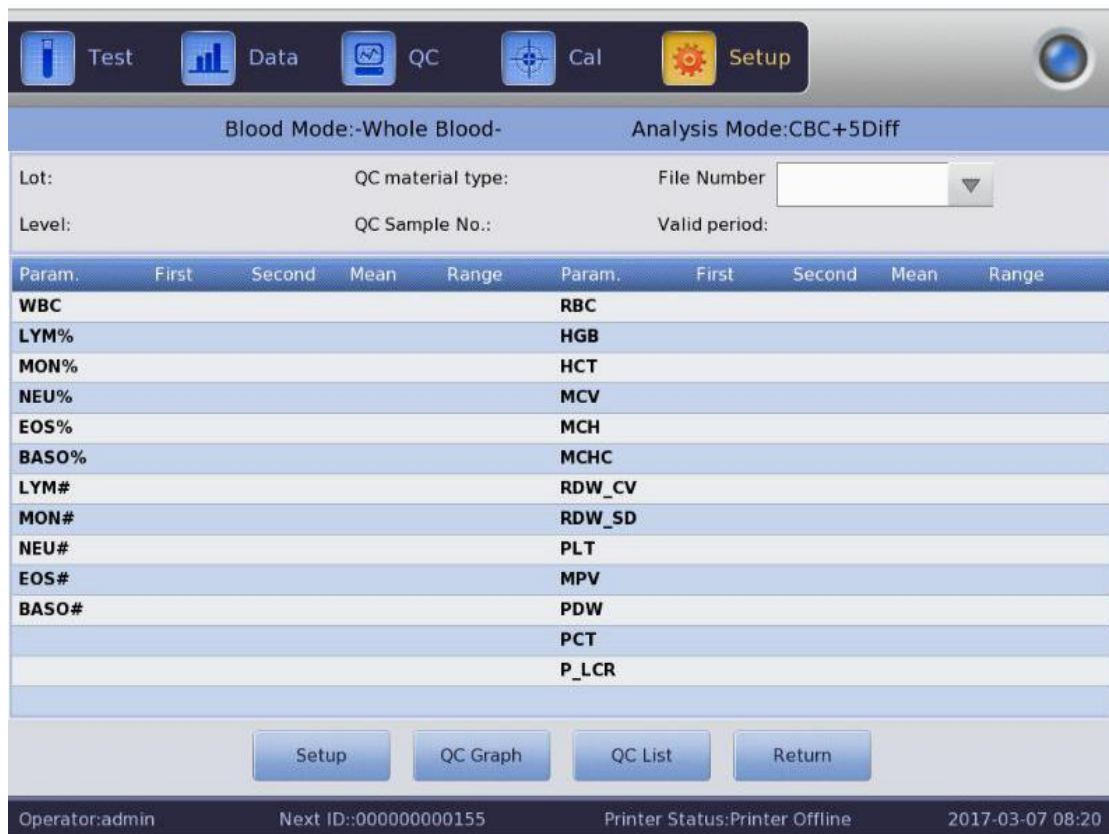 Test Data QC Cal Setup
Blood Mode:-Whole Blood- Analysis Mode:CBC+5Diff
Lot: QC material type: File Number
Level: QC Sample No.: Valid period:
Param. First Second Mean Range Param. First Second Mean Range
WBC RBC
LYM% HGB
MON% HCT
NEU% MCV
EOS% MCH
BASO% MCHC
LYM# RDW_CV
MON# RDW_SD
NEU# PLT
EOS# MPV
BASO# PDW
PCT
P_LCR
Setup QC Graph QC List Return
Operator:admin Next ID::000000000155 Printer Status:Printer Offline 2017-03-07 08:20